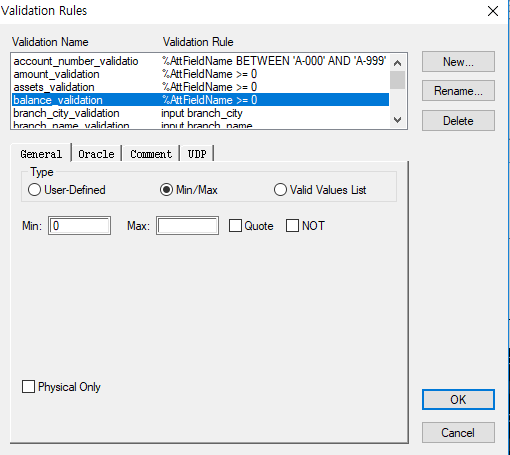 Validation Rules
Validation Name Validation Rule
account_number_validatio %AttFieldName BETWEEN 'A-000' AND 'A-999'
amount_validation %AttFieldName >= 0
assets_validation %AttFieldName >= 0
balance_validation %AttFieldName >= 0
branch_city_validation input branch_city
branch_name_validation input branch_name
New...
Rename...
Delete
General Oracle Comment UDP
Type
User-Defined Min/Max Valid Values List
Min: 0 Max: Quote NOT
Physical Only
OK
Cancel